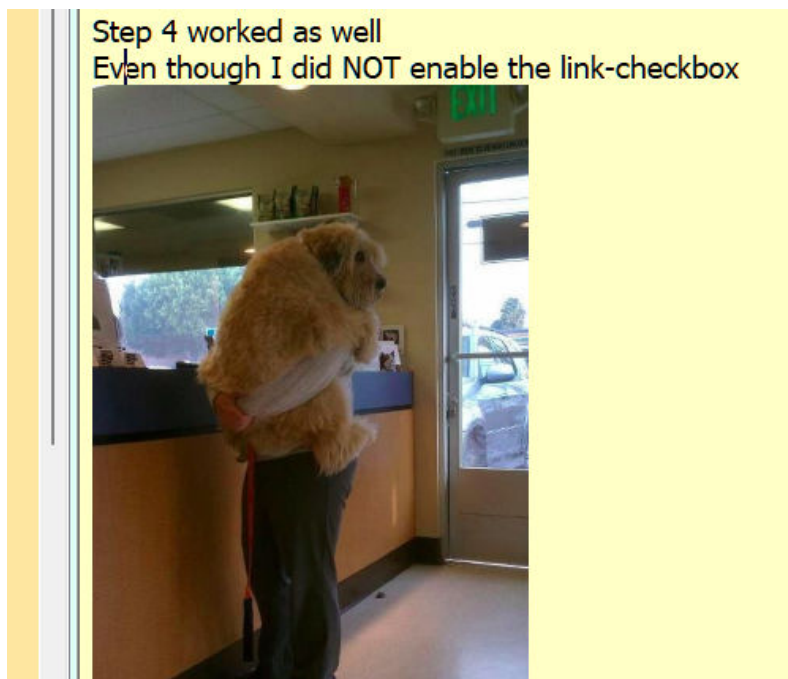 Step 4 worked as well
Even though I did NOT enable the link-checkbox
EXIT